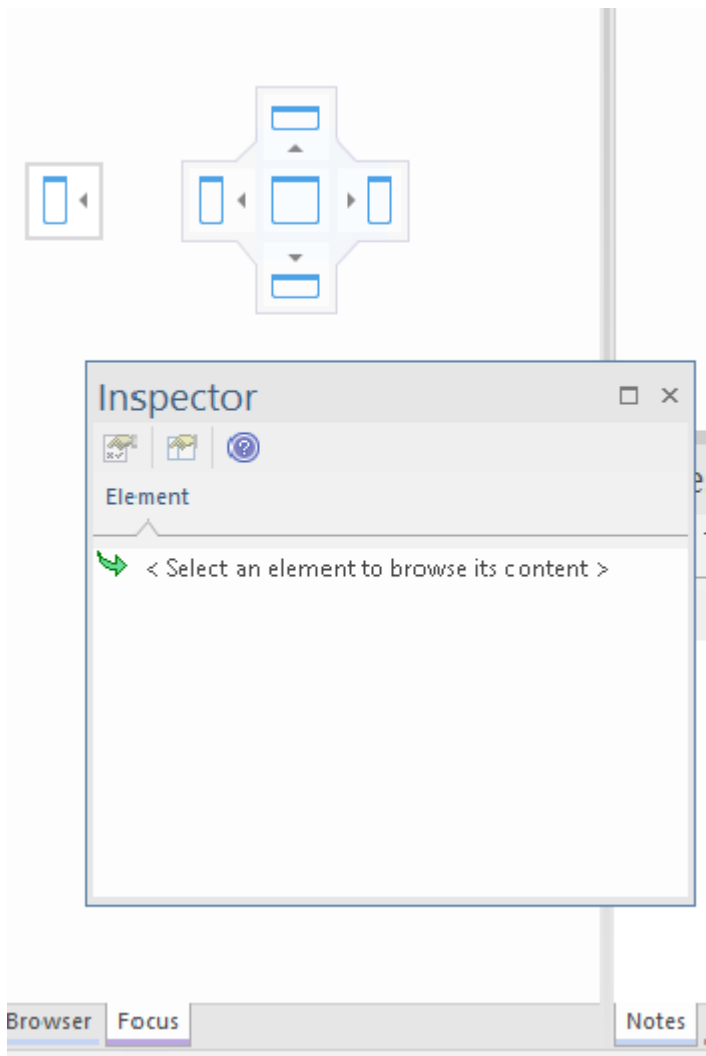 Inspector
Element
< Select an element to browse its content >
Browser
Focus
Notes